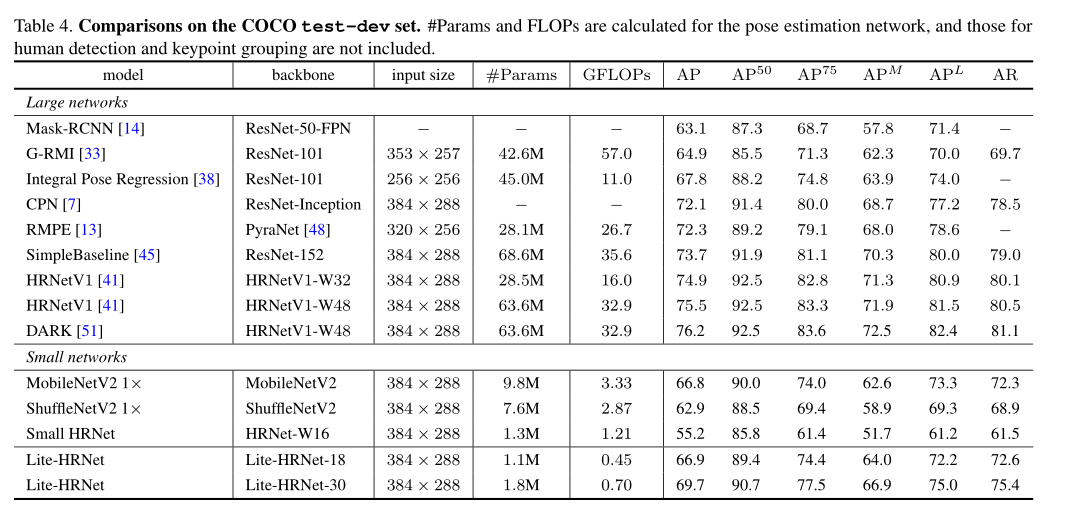 Table 4. Comparisons on the COCO test-dev set. #Params and FLOPs are calculated for the pose estimation network, and those for
human detection and keypoint grouping are not included.
model backbone input size #Params GFLOPs AP AP^50 AP^75 AP^M AP^L AR
Large networks
Mask-RCNN [14] ResNet-50-FPN − − − 63.1 87.3 68.7 57.8 71.4 −
G-RMI [33] ResNet-101 353 × 257 42.6M 57.0 64.9 85.5 71.3 62.3 70.0 69.7
Integral Pose Regression [38] ResNet-101 256 × 256 45.0M 11.0 67.8 88.2 74.8 63.9 74.0 −
CPN [7] ResNet-Inception 384 × 288 − − 72.1 91.4 80.0 68.7 77.2 78.5
RMPE [13] PyraNet [48] 320 × 256 28.1M 26.7 72.3 89.2 79.1 68.0 78.6 −
SimpleBaseline [45] ResNet-152 384 × 288 68.6M 35.6 73.7 91.9 81.1 70.3 80.0 79.0
HRNetV1 [41] HRNetV1-W32 384 × 288 28.5M 16.0 74.9 92.5 82.8 71.3 80.9 80.1
HRNetV1 [41] HRNetV1-W48 384 × 288 63.6M 32.9 75.5 92.5 83.3 71.9 81.5 80.5
DARK [51] HRNetV1-W48 384 × 288 63.6M 32.9 76.2 92.5 83.6 72.5 82.4 81.1
Small networks
MobileNetV2 1× MobileNetV2 384 × 288 9.8M 3.33 66.8 90.0 74.0 62.6 73.3 72.3
ShuffleNetV2 1× ShuffleNetV2 384 × 288 7.6M 2.87 62.9 88.5 69.4 58.9 69.3 68.9
Small HRNet HRNet-W16 384 × 288 1.3M 1.21 55.2 85.8 61.4 51.7 61.2 61.5
Lite-HRNet Lite-HRNet-18 384 × 288 1.1M 0.45 66.9 89.4 74.4 64.0 72.2 72.6
Lite-HRNet Lite-HRNet-30 384 × 288 1.8M 0.70 69.7 90.7 77.5 66.9 75.0 75.4